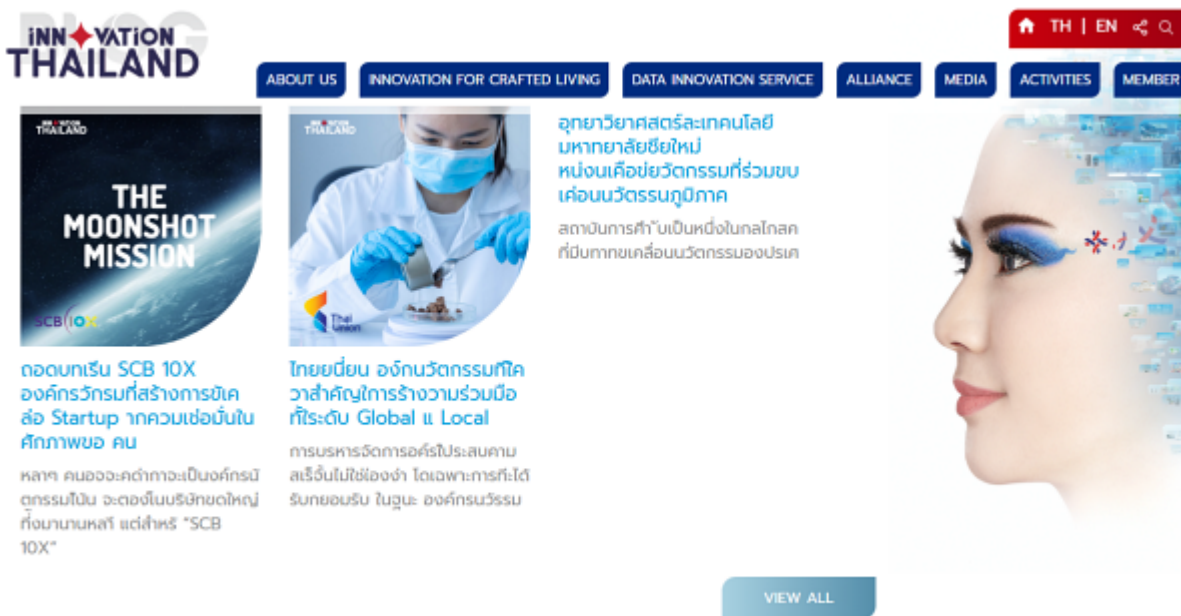 BLOG
INNOVATION
THAILAND
TH | EN
ABOUT US
INNOVATION FOR CRAFTED LIVING
DATA INNOVATION SERVICE
ALLIANCE
MEDIA
ACTIVITIES
MEMBER
INNOVATION
THAILAND
THE
MOONSHOT
MISSION
SCB 10X
ถอดบทเรีน SCB 10X
องค์กรวักรมที่สร้างการขัเค
ล่อ Startup ากควมเช่อมั่นใน
ศักภาพขอ คน
หลาๆ คนออจะคดำกาจะเป็นงค์กรนั
ตกรรมไน้น จะตองในบริษัทขดใหญ่
ที่งมานานหลสี แต่สำหรั "SCB
10X"
INNOVATION
THAILAND
Thai
Union
ไทยยนี่ยน องก์กนวัตกรรมที่ให้ค
วาสำคัญใการร้างวามร่วมมือ
ทั้ใระดับ Global แ Local
การบรหารจัดการอค์รใประสบคาม
สเร็จั้นไม่ใช่เองง่า โดเฉพาะการทีะได้
รับกยอมรับ ในฐนะ องค์กรนวัรรม
อุทยาวิยาศสตร์ละเทคนโลยี
มหาทยาลัยชียใหม่
หน่งนเคือข่ยวัตกรรมที่ร่วมขบ
เค่อนนวัตรรนภูมิภาค
สถาบันการศึา ับเป็นหนึ่งในกลไกสค
ที่มีบทาทขเคลื่อนนวัตกรรมองปรเศ
VIEW ALL